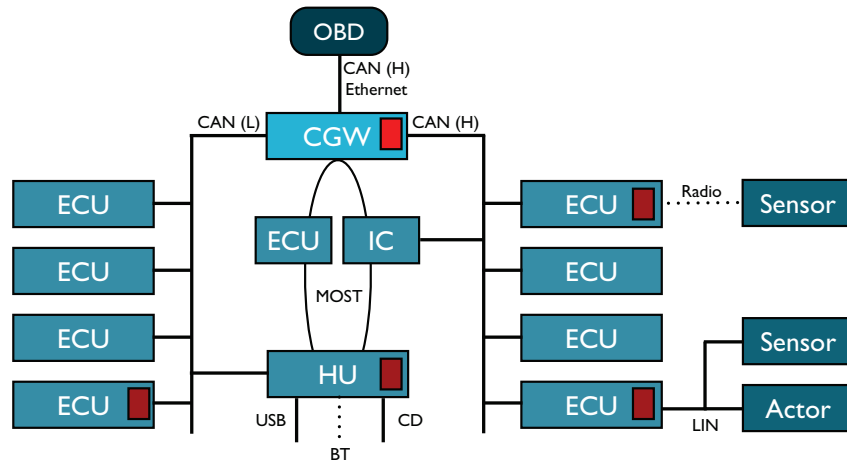 OBD
CAN (H)
Ethernet
CAN (L)
CGW
CAN (H)
ECU
ECU
Radio
Sensor
ECU
IC
ECU
ECU
MOST
ECU
ECU
Sensor
HU
ECU
ECU
Actor
USB
CD
LIN
BT